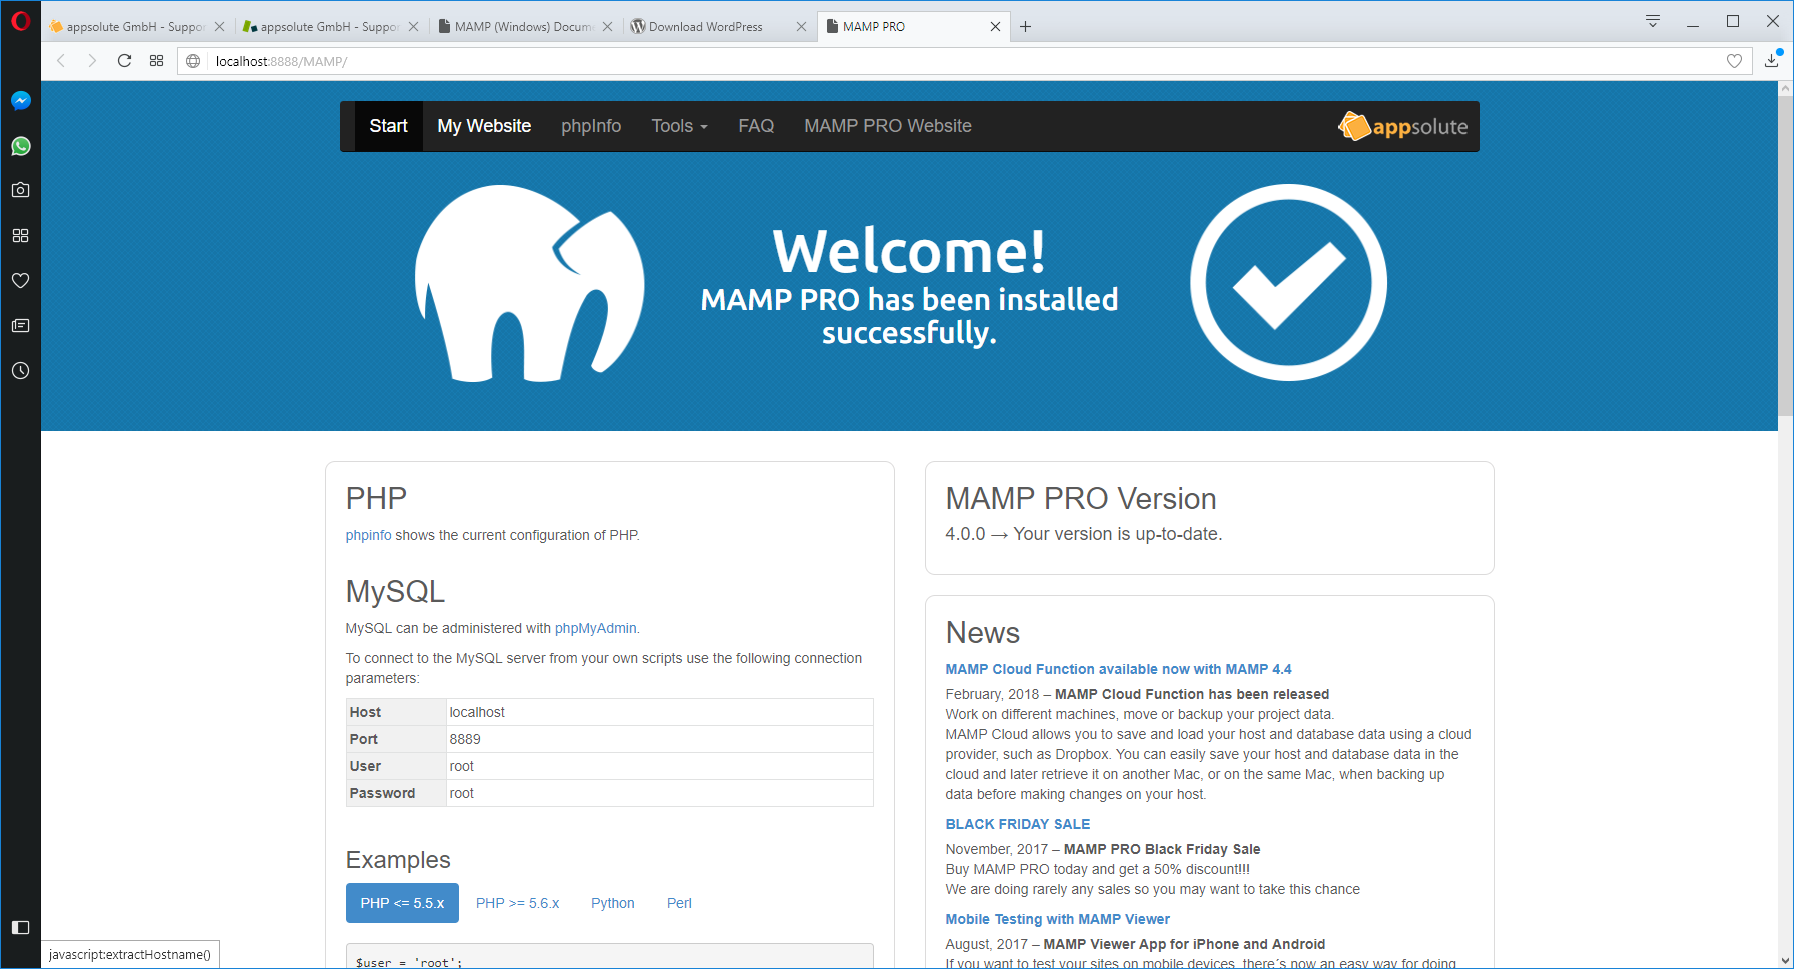 appsolute GmbH - Suppor
appsolute GmbH - Suppor
MAMP (Windows) Docum
Download WordPress
MAMP PRO
localhost:8888/MAMP/
Start
My Website
phpInfo
Tools
FAQ
MAMP PRO Website
appsolute
Welcome!
MAMP PRO has been installed
successfully.
PHP
phpinfo shows the current configuration of PHP.
MySQL
MySQL can be administered with phpMyAdmin.
To connect to the MySQL server from your own scripts use the following connection
parameters:
Host localhost
Port 8889
User root
Password root
Examples
PHP <= 5.5.x
PHP >= 5.6.x
Python
Perl
$user = 'root';
MAMP PRO Version
4.0.0 → Your version is up-to-date.
News
MAMP Cloud Function available now with MAMP 4.4
February, 2018 – MAMP Cloud Function has been released
Work on different machines, move or backup your project data.
MAMP Cloud allows you to save and load your host and database data using a cloud
provider, such as Dropbox. You can easily save your host and database data in the
cloud and later retrieve it on another Mac, or on the same Mac, when backing up
data before making changes on your host.
BLACK FRIDAY SALE
November, 2017 – MAMP PRO Black Friday Sale
Buy MAMP PRO today and get a 50% discount!!!
We are doing rarely any sales so you may want to take this chance
Mobile Testing with MAMP Viewer
August, 2017 – MAMP Viewer App for iPhone and Android
If you want to test your sites on mobile devices, there´s now an easy way for doing
javascript:extractHostname()